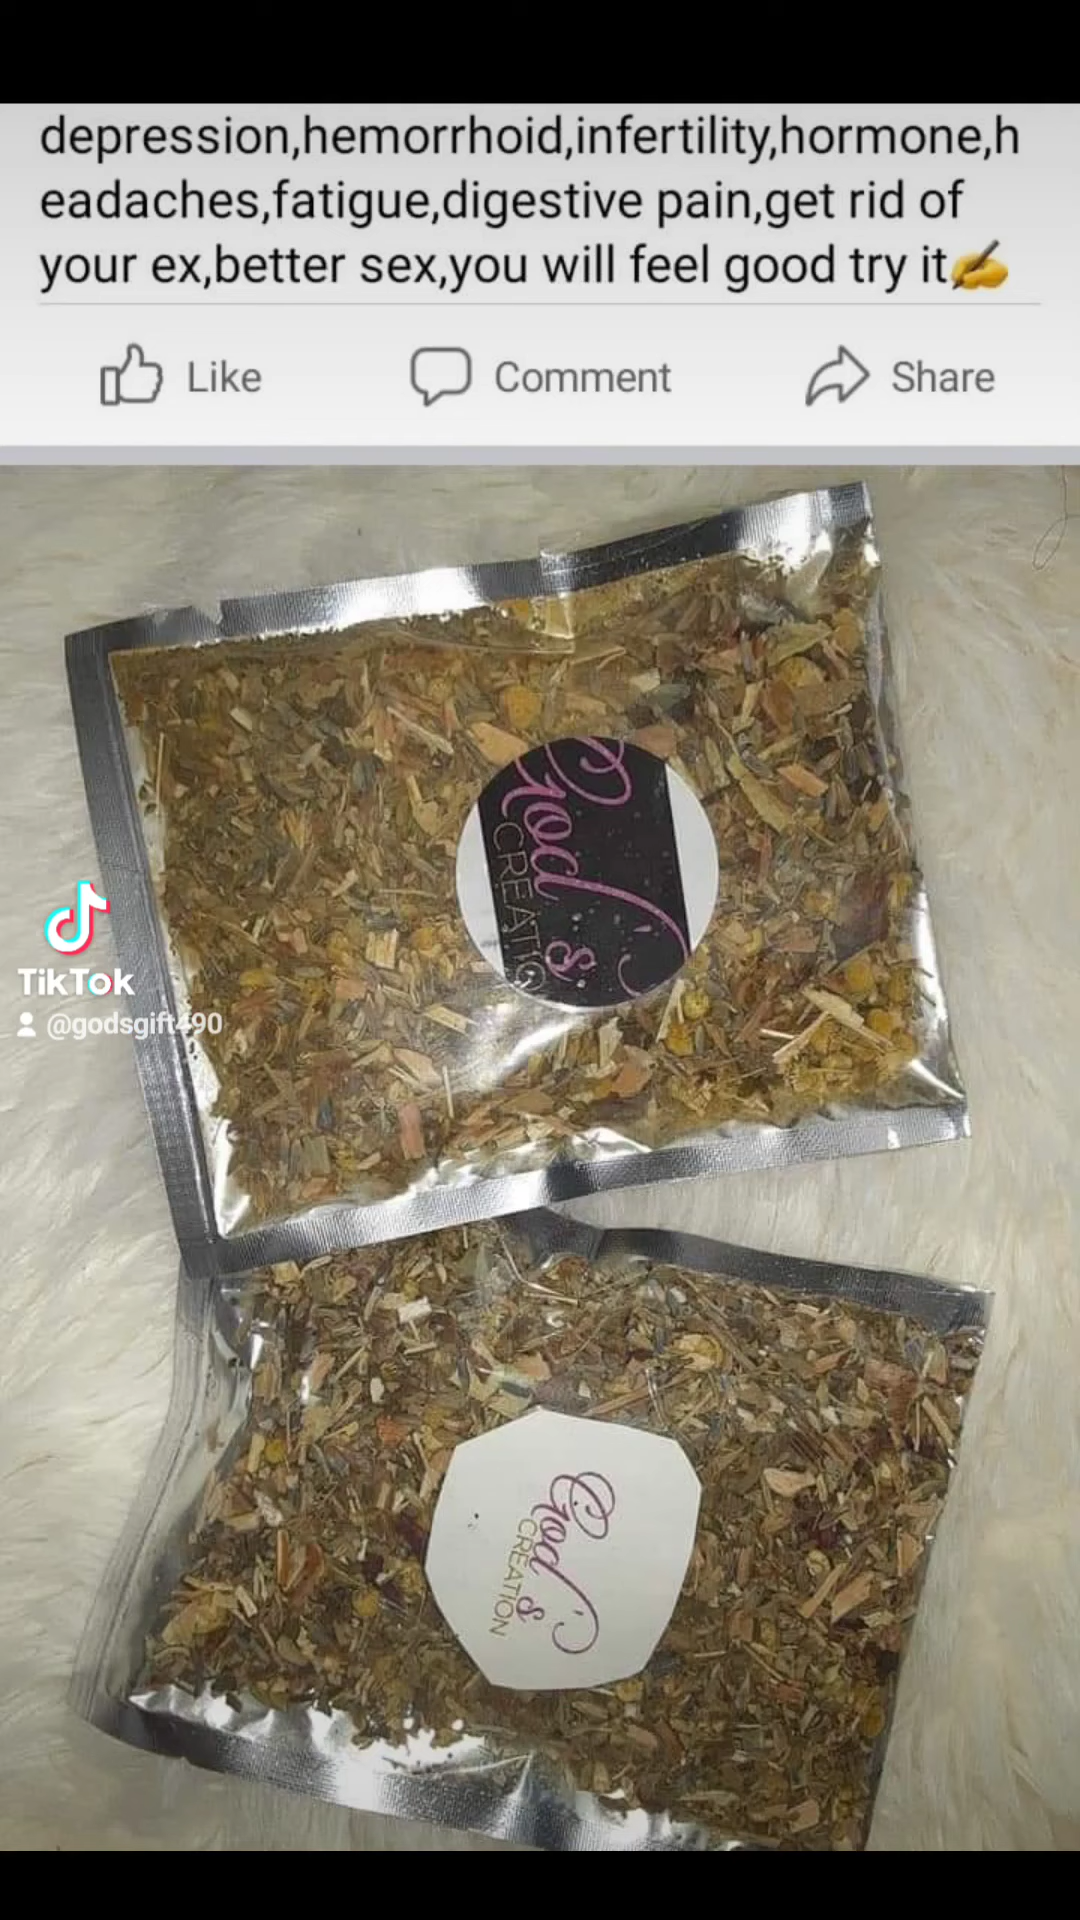 depression,hemorrhoid,infertility,hormone,h
eadaches,fatigue,digestive pain,get rid of
your ex,better sex,you will feel good try it✍️
Like Comment Share
God's
CREATIO
TikTok
@godsgift490
God's
CREATION